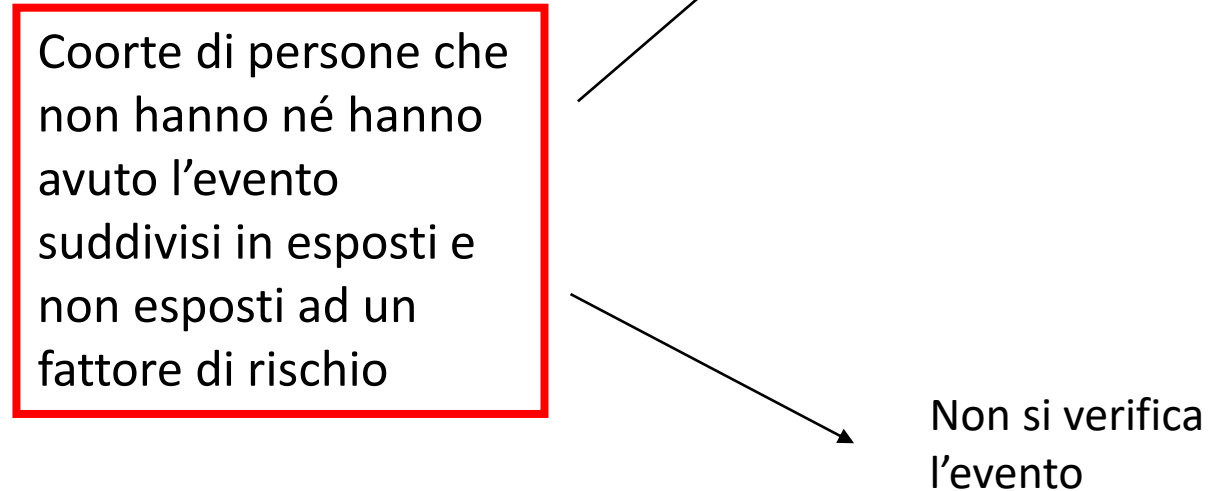 Coorte di persone che
non hanno né hanno
avuto l’evento
suddivisi in esposti e
non esposti ad un
fattore di rischio
Non si verifica
l’evento